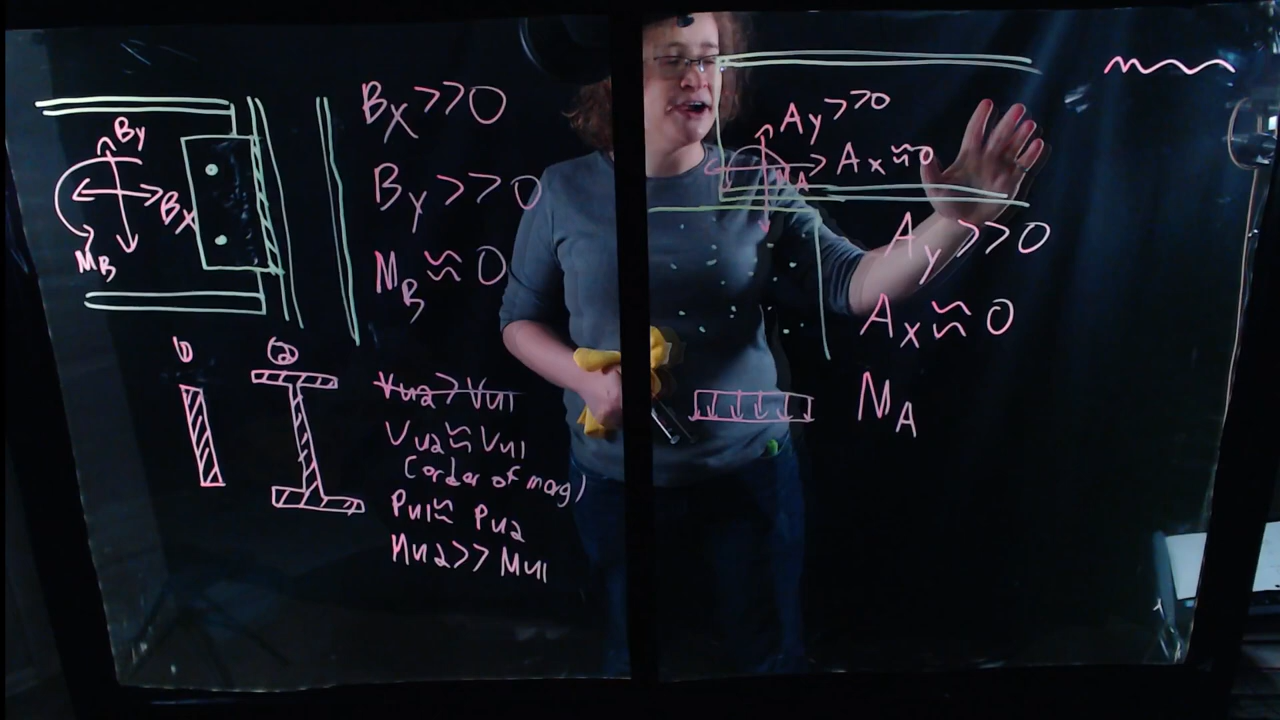 By
Bx
MB
Bx >> 0
By >> 0
MB ≈ 0
① ②
Vu2 > Vu1
Vu2 ≈ Vu1
(order of mag)
Pu1 ≈ Pu2
Mu2 >> Mu1
Ay >> 0
Ax ≈ 0
MA
Ay >> 0
Ax ≈ 0
MA